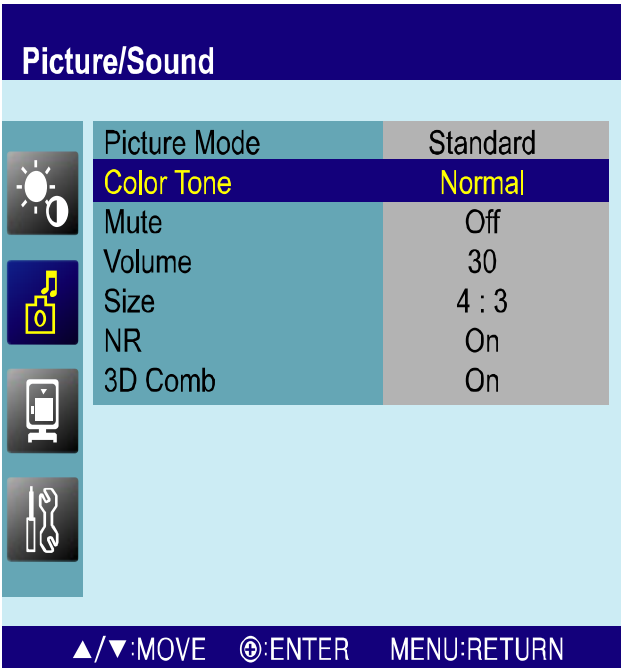 Picture/Sound
Picture Mode Standard
Color Tone Normal
Mute Off
Volume 30
Size 4 : 3
NR On
3D Comb On
▲/▼:MOVE ⊕:ENTER MENU:RETURN